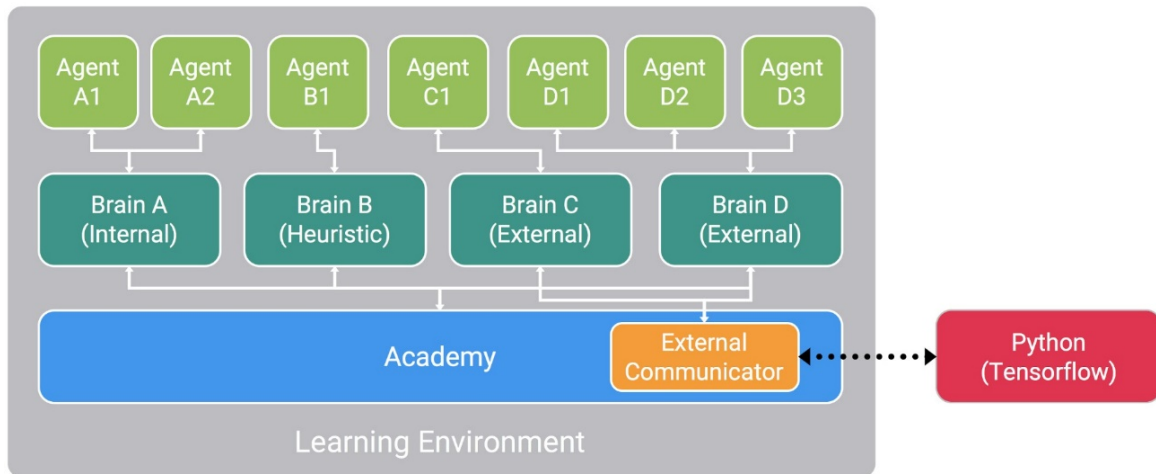 Agent
A1
Agent
A2
Agent
B1
Agent
C1
Agent
D1
Agent
D2
Agent
D3
Brain A
(Internal)
Brain B
(Heuristic)
Brain C
(External)
Brain D
(External)
Academy
External
Communicator
Python
(Tensorflow)
Learning Environment